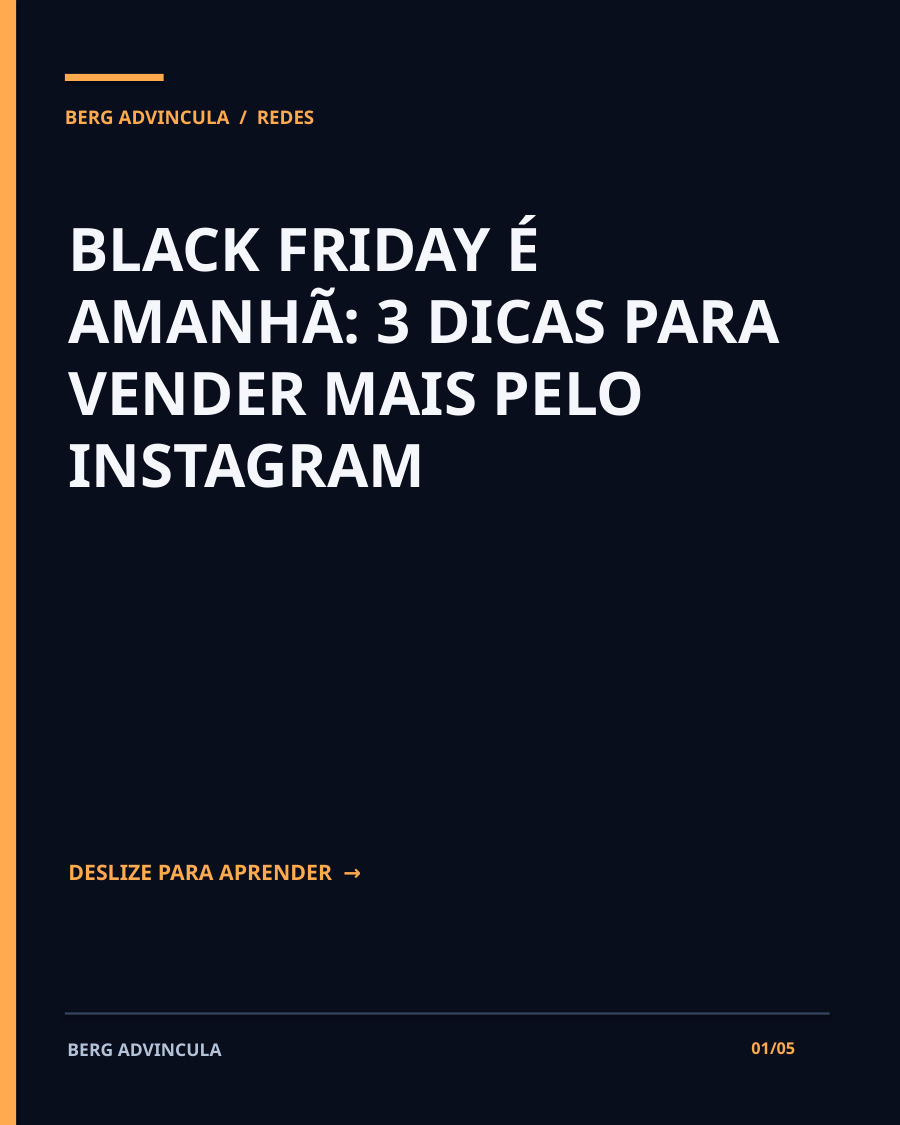 BERG ADVINCULA / REDES
BLACK FRIDAY É
AMANHÃ: 3 DICAS PARA
VENDER MAIS PELO
INSTAGRAM
DESLIZE PARA APRENDER →
BERG ADVINCULA
01/05